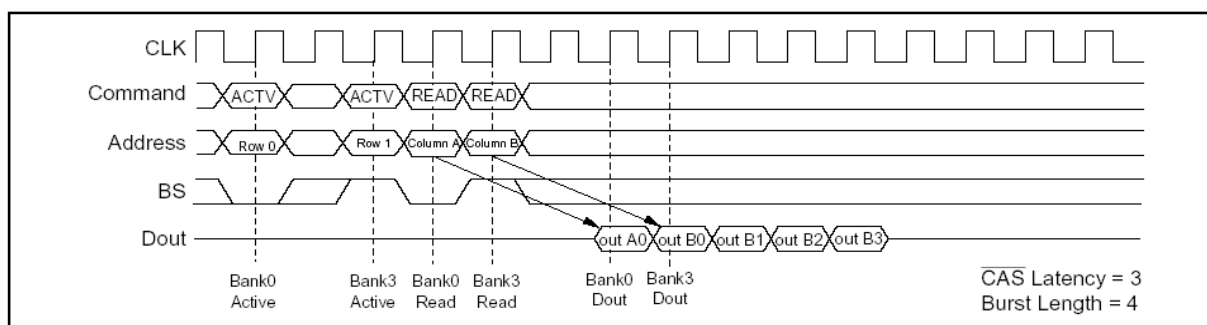 CLK
Command ACTV ACTV READ READ
Address Row 0 Row 1 Column A Column B
BS
Dout out A0 out B0 out B1 out B2 out B3
Bank0 Active
Bank3 Active
Bank0 Read
Bank3 Read
Bank0 Dout
Bank3 Dout
CAS Latency = 3
Burst Length = 4